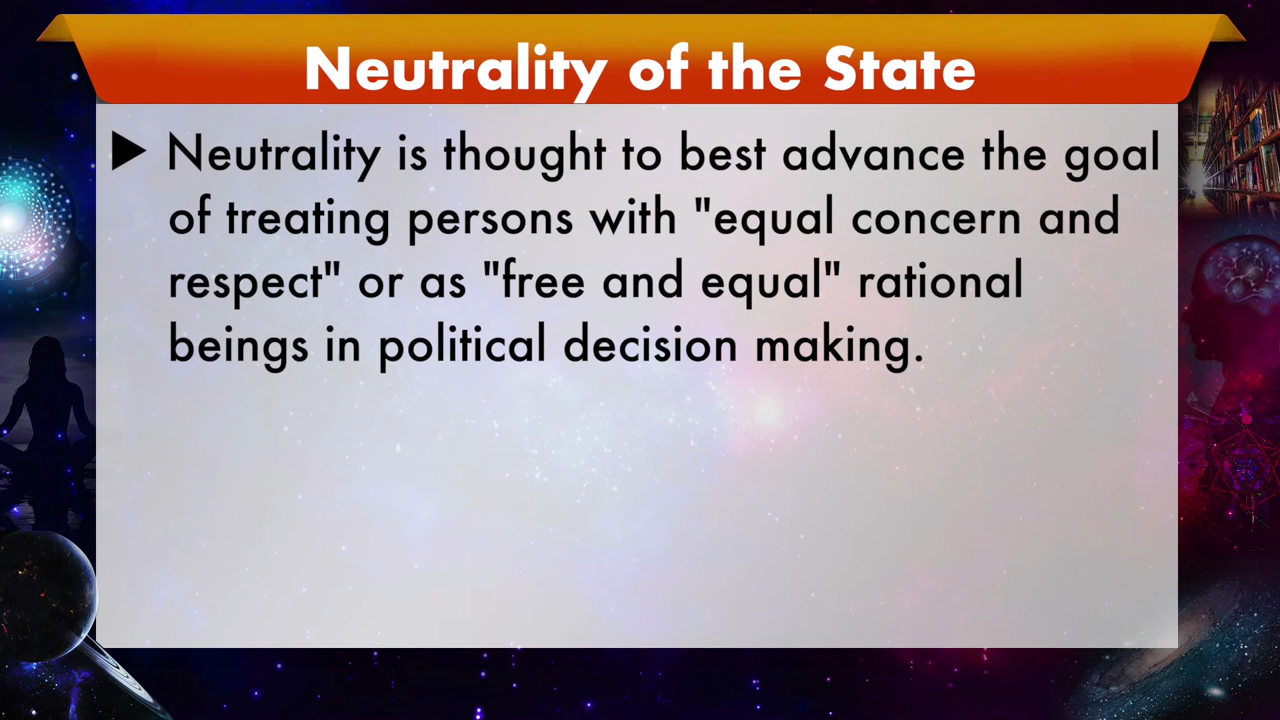 Neutrality of the State
▶ Neutrality is thought to best advance the goal
of treating persons with "equal concern and
respect" or as "free and equal" rational
beings in political decision making.